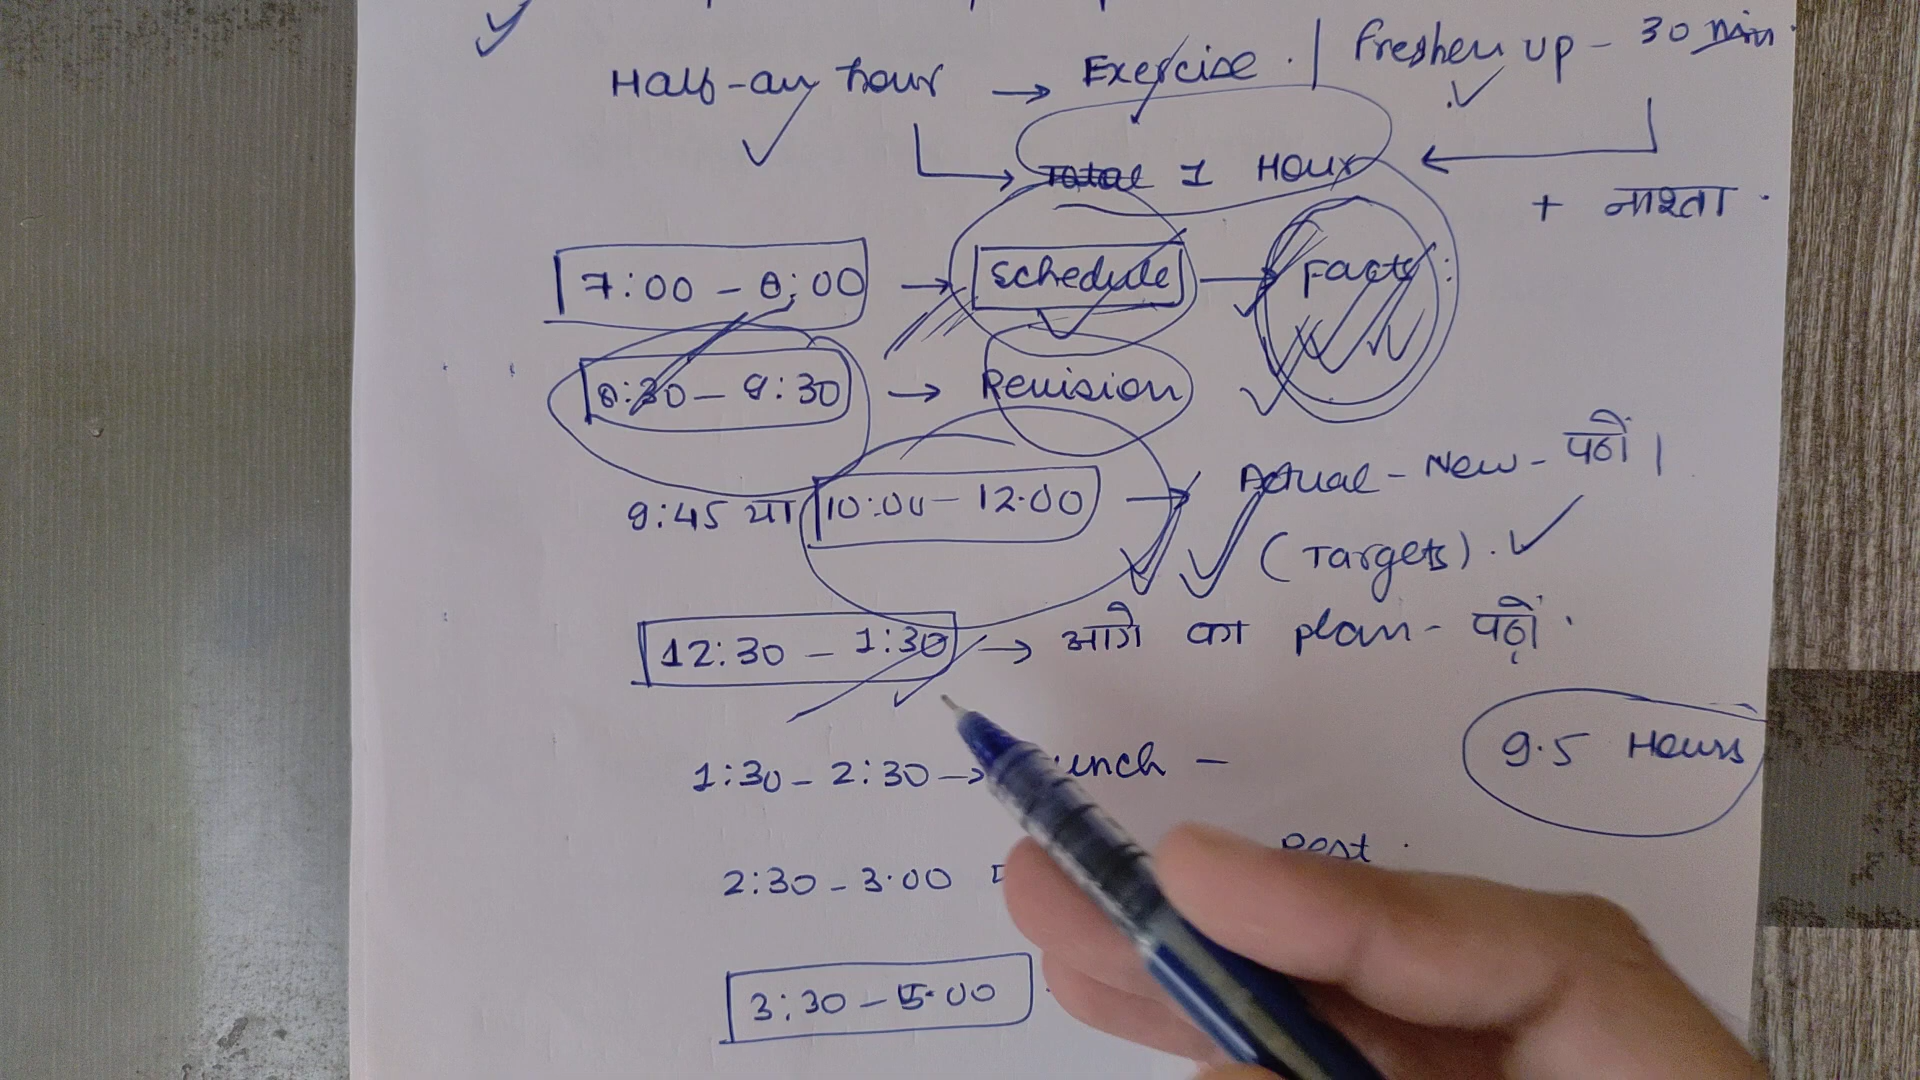 Half-an hour → Exercise. | Freshen up - 30 min.
Total 1 Hour
+ नाश्ता .
7:00 - 8:00 → Schedule → Facts:
8:30 - 9:30 → Revision
9:45 या 10:00 - 12.00 → Actual - New - पढ़ें।
(Targets).
12:30 - 1:30 → आगे का plan - पढ़ें.
1:30 - 2:30 → unch -
9.5 Hours
2:30 - 3.00
3:30 - 5.00